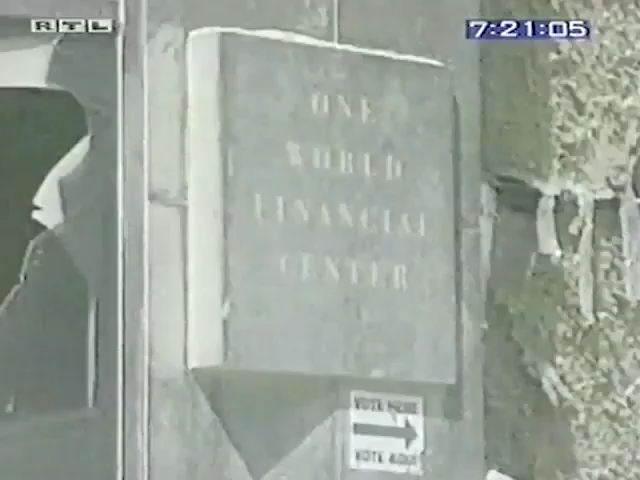 RTL
7:21:05
ONE
WORLD
FINANCIAL
CENTER
VOTE HERE
VOTE AQUI